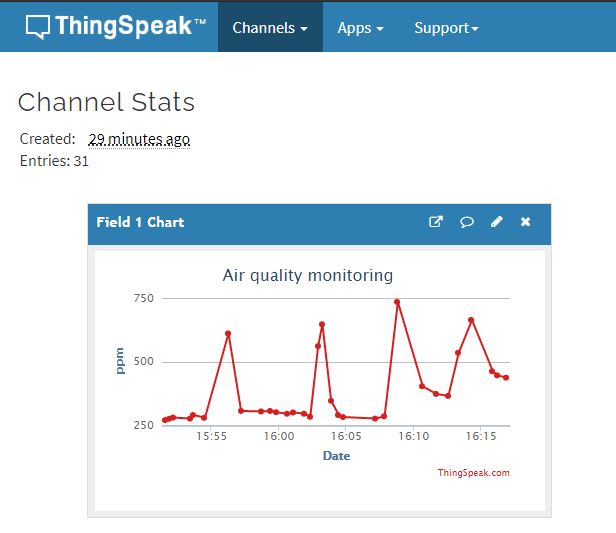 ThingSpeak™ Channels Apps Support
Channel Stats
Created: 29 minutes ago
Entries: 31
Field 1 Chart
Air quality monitoring
ppm
750
500
250
15:55 16:00 16:05 16:10 16:15
Date
ThingSpeak.com